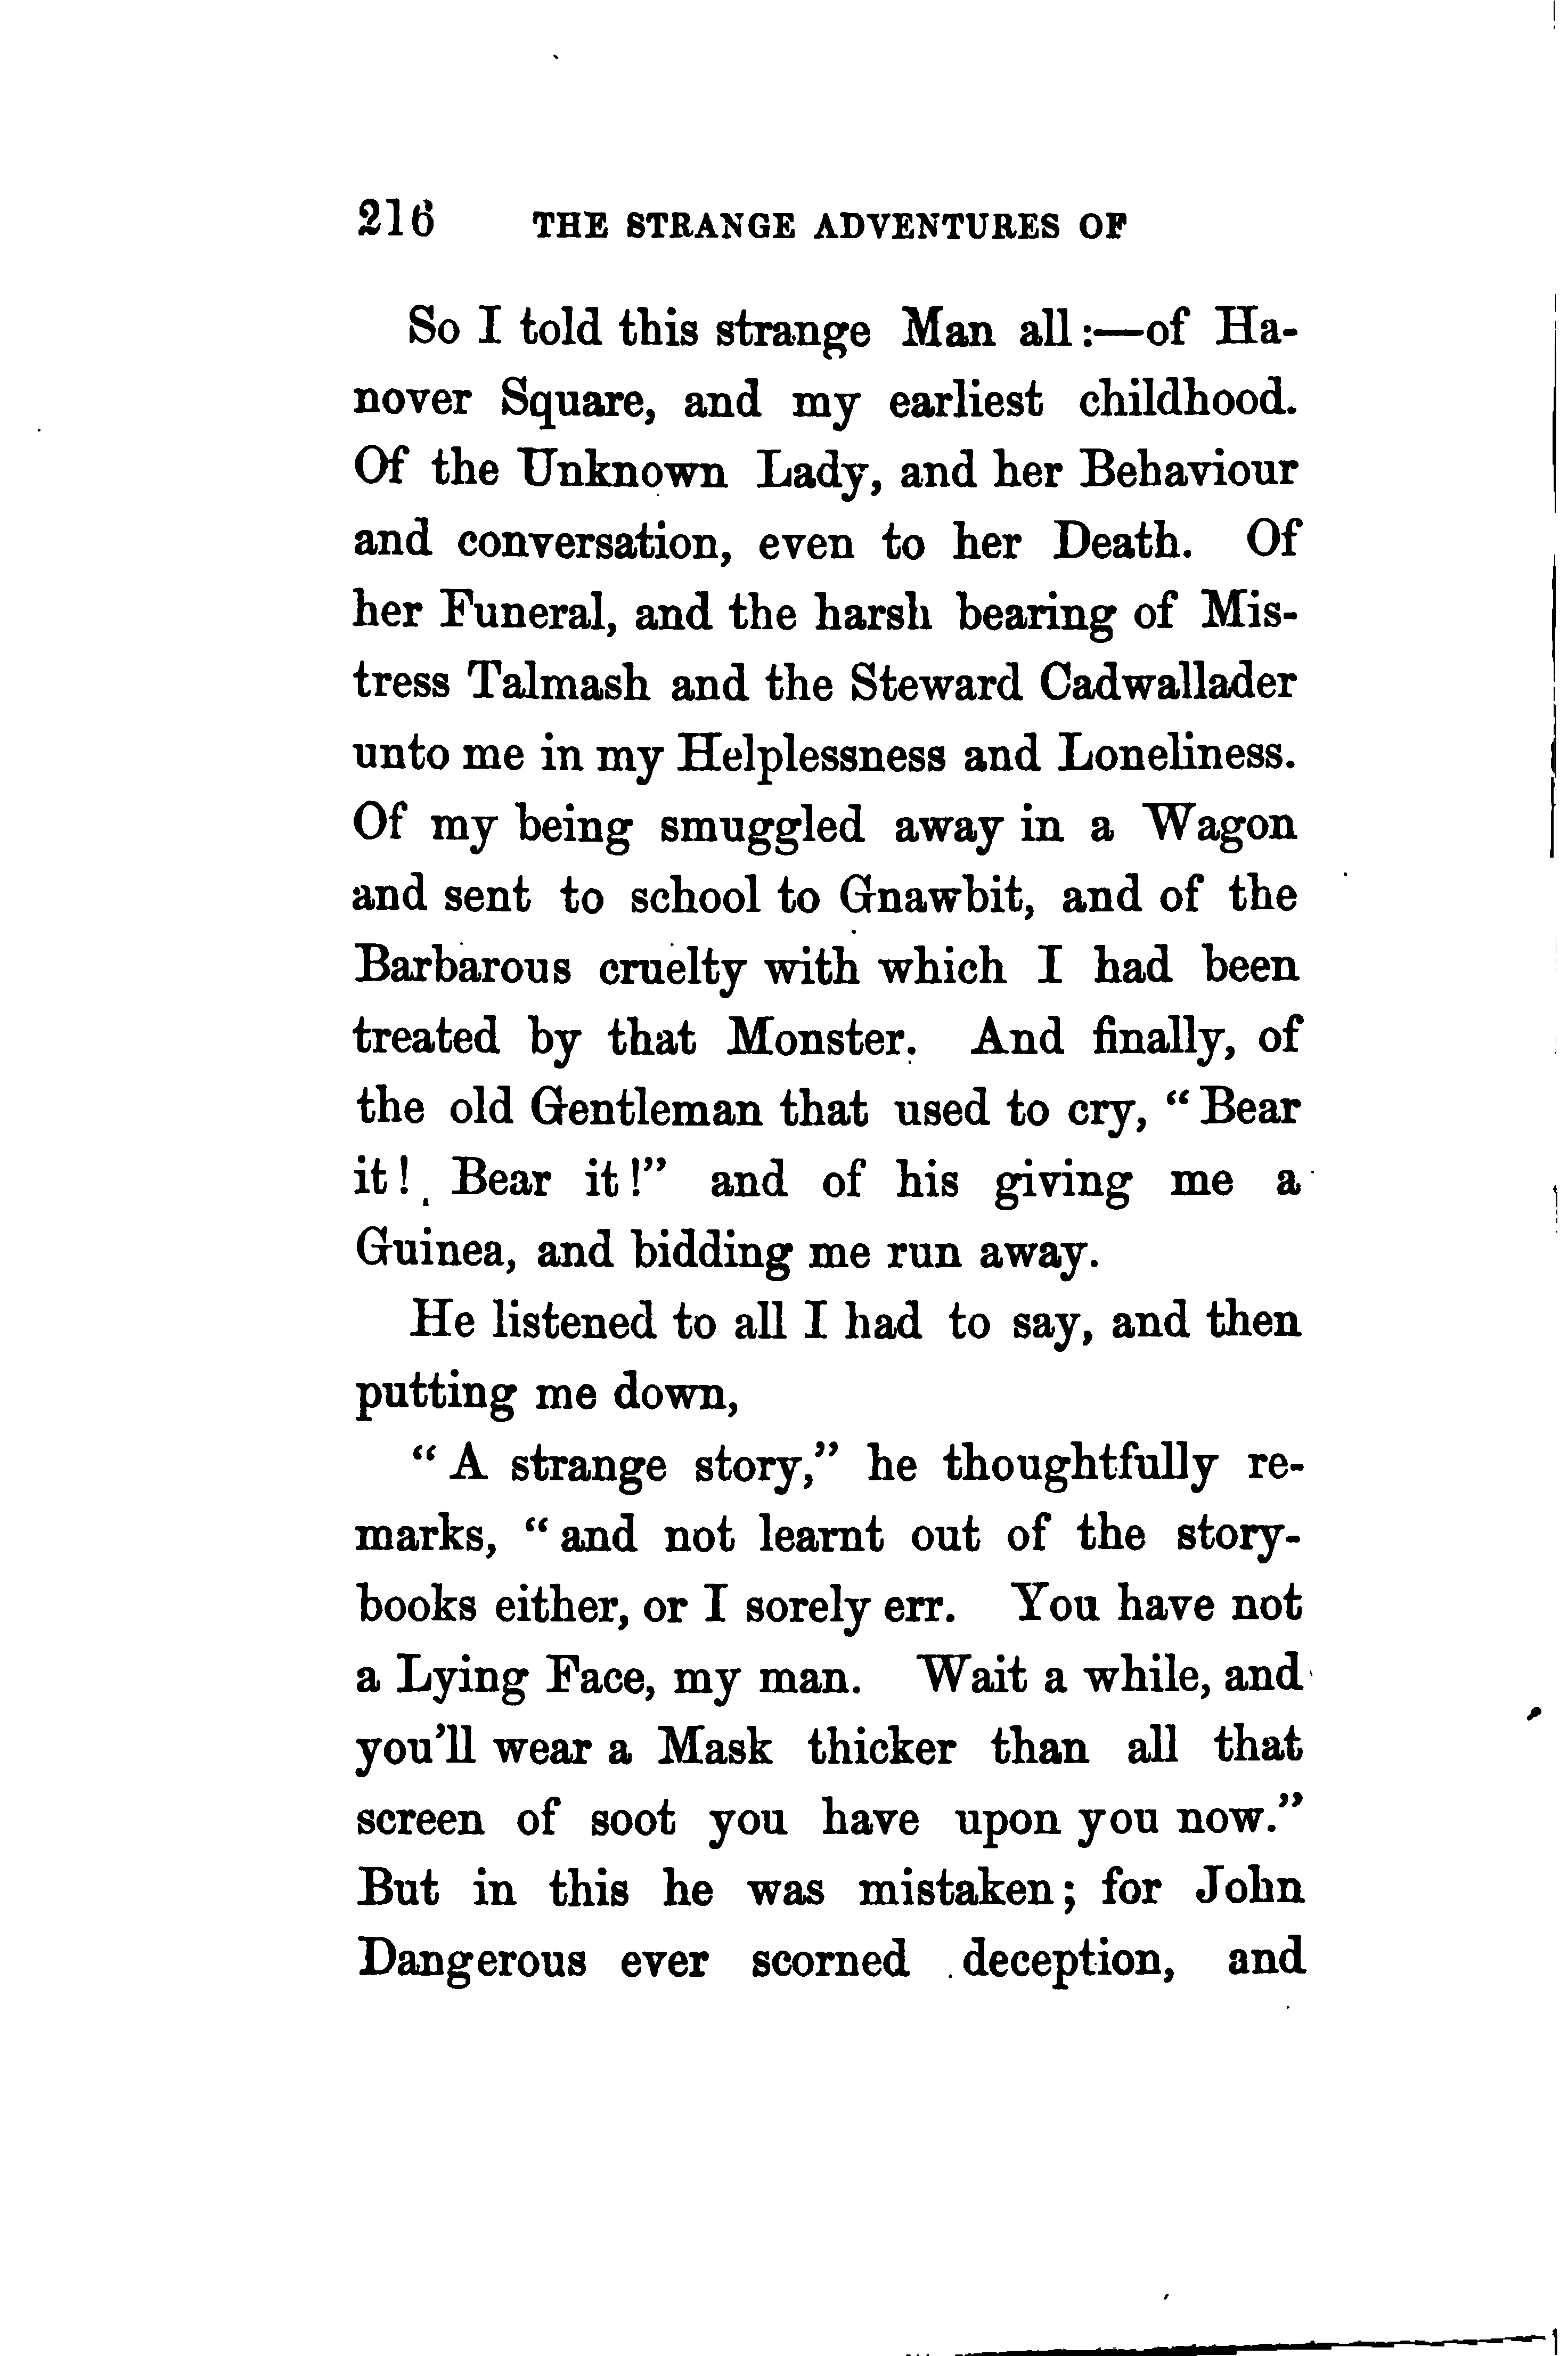 216 THE STRANGE ADVENTURES OF
So I told this strange Man all:—of Ha-
nover Square, and my earliest childhood.
Of the Unknown Lady, and her Behaviour
and conversation, even to her Death. Of
her Funeral, and the harsh bearing of Mis-
tress Talmash and the Steward Cadwallader
unto me in my Helplessness and Loneliness.
Of my being smuggled away in a Wagon
and sent to school to Gnawbit, and of the
Barbarous cruelty with which I had been
treated by that Monster. And finally, of
the old Gentleman that used to cry, “Bear
it! Bear it!” and of his giving me a
Guinea, and bidding me run away.
He listened to all I had to say, and then
putting me down,
“A strange story,” he thoughtfully re-
marks, “and not learnt out of the story-
books either, or I sorely err. You have not
a Lying Face, my man. Wait a while, and
you’ll wear a Mask thicker than all that
screen of soot you have upon you now.”
But in this he was mistaken; for John
Dangerous ever scorned deception, and